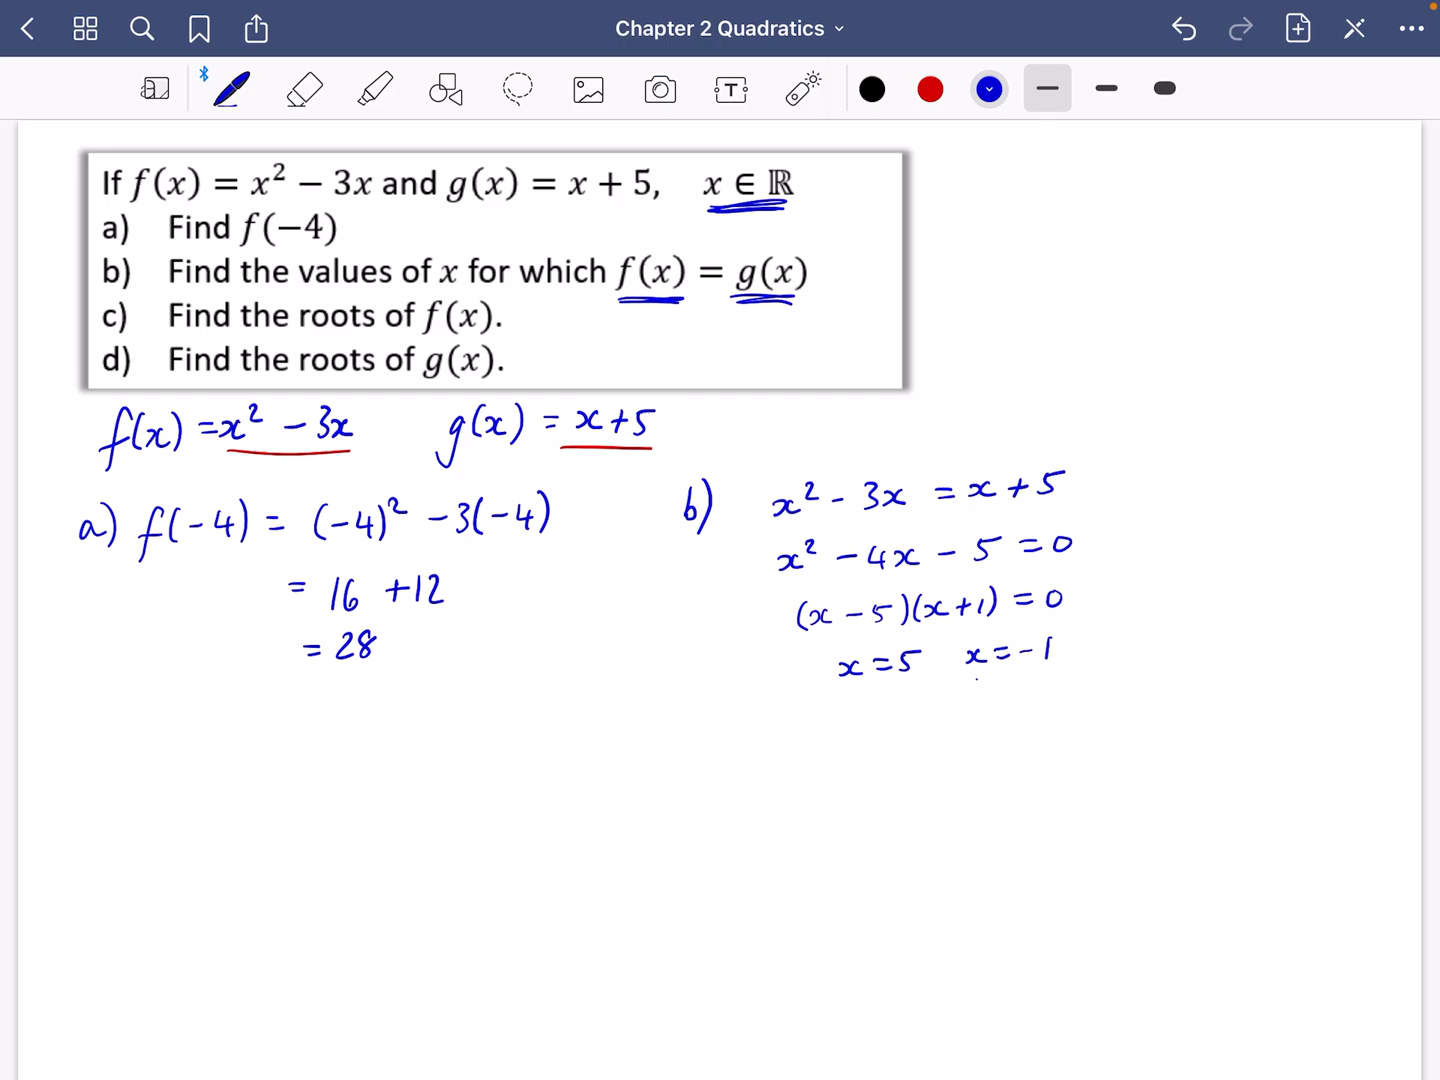 Chapter 2 Quadratics
T
If f(x) = x² − 3x and g(x) = x + 5, x ∈ ℝ
a) Find f(−4)
b) Find the values of x for which f(x) = g(x)
c) Find the roots of f(x).
d) Find the roots of g(x).
f(x) = x² − 3x g(x) = x + 5
a) f(−4) = (−4)² − 3(−4)
= 16 + 12
= 28
b) x² − 3x = x + 5
x² − 4x − 5 = 0
(x − 5)(x + 1) = 0
x = 5 x = −1